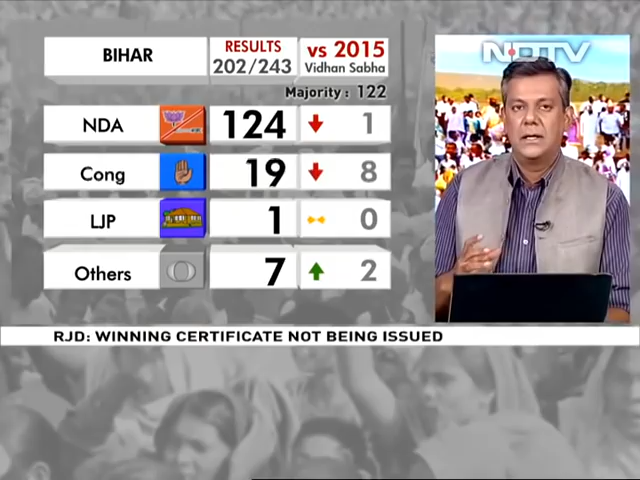 NDTV
BIHAR
RESULTS
202/243
vs 2015
Vidhan Sabha
Majority : 122
NDA 124 1
Cong 19 8
LJP 1 0
Others 7 2
RJD: WINNING CERTIFICATE NOT BEING ISSUED